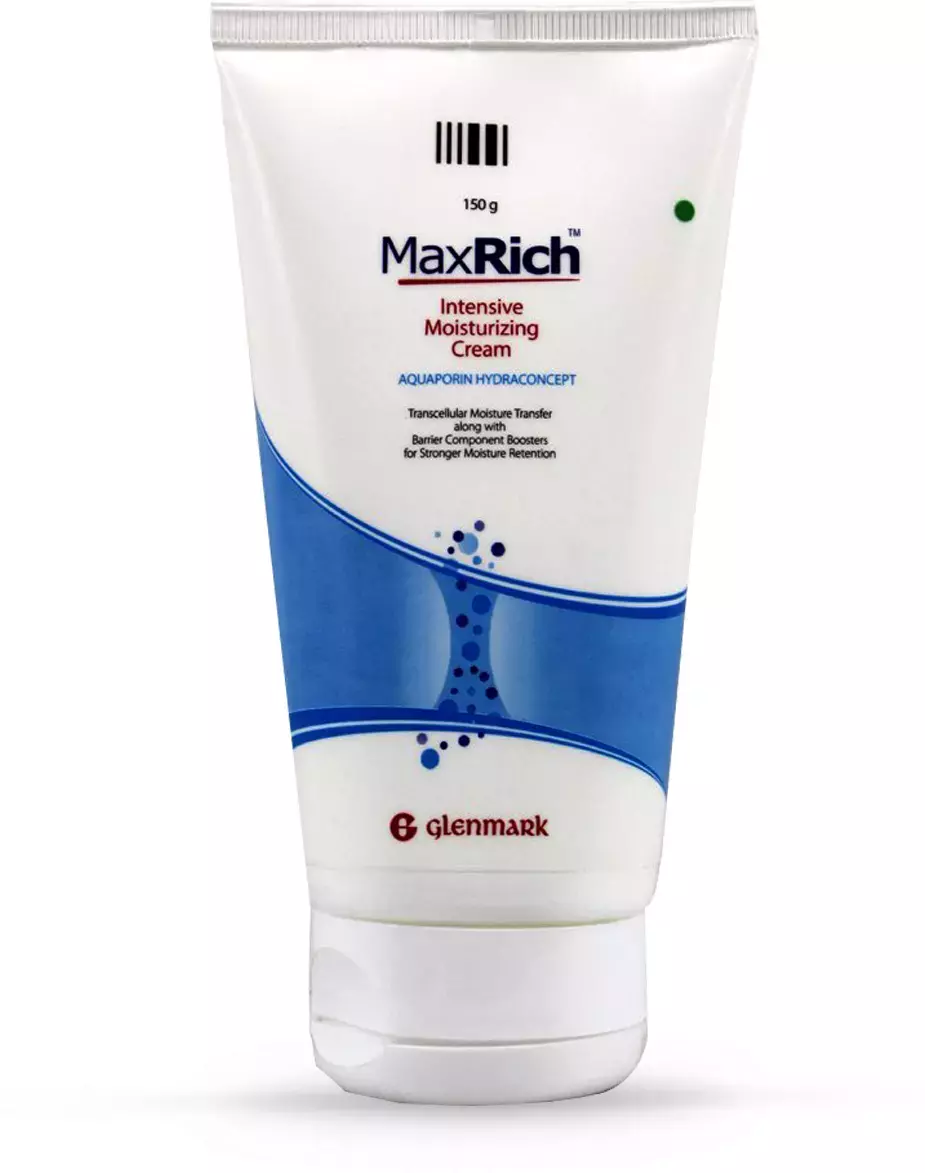 150 g
MaxRich™
Intensive
Moisturizing
Cream
AQUAPORIN HYDRACONCEPT
Transcellular Moisture Transfer
along with
Barrier Component Boosters
for Stronger Moisture Retention
GLENMARK